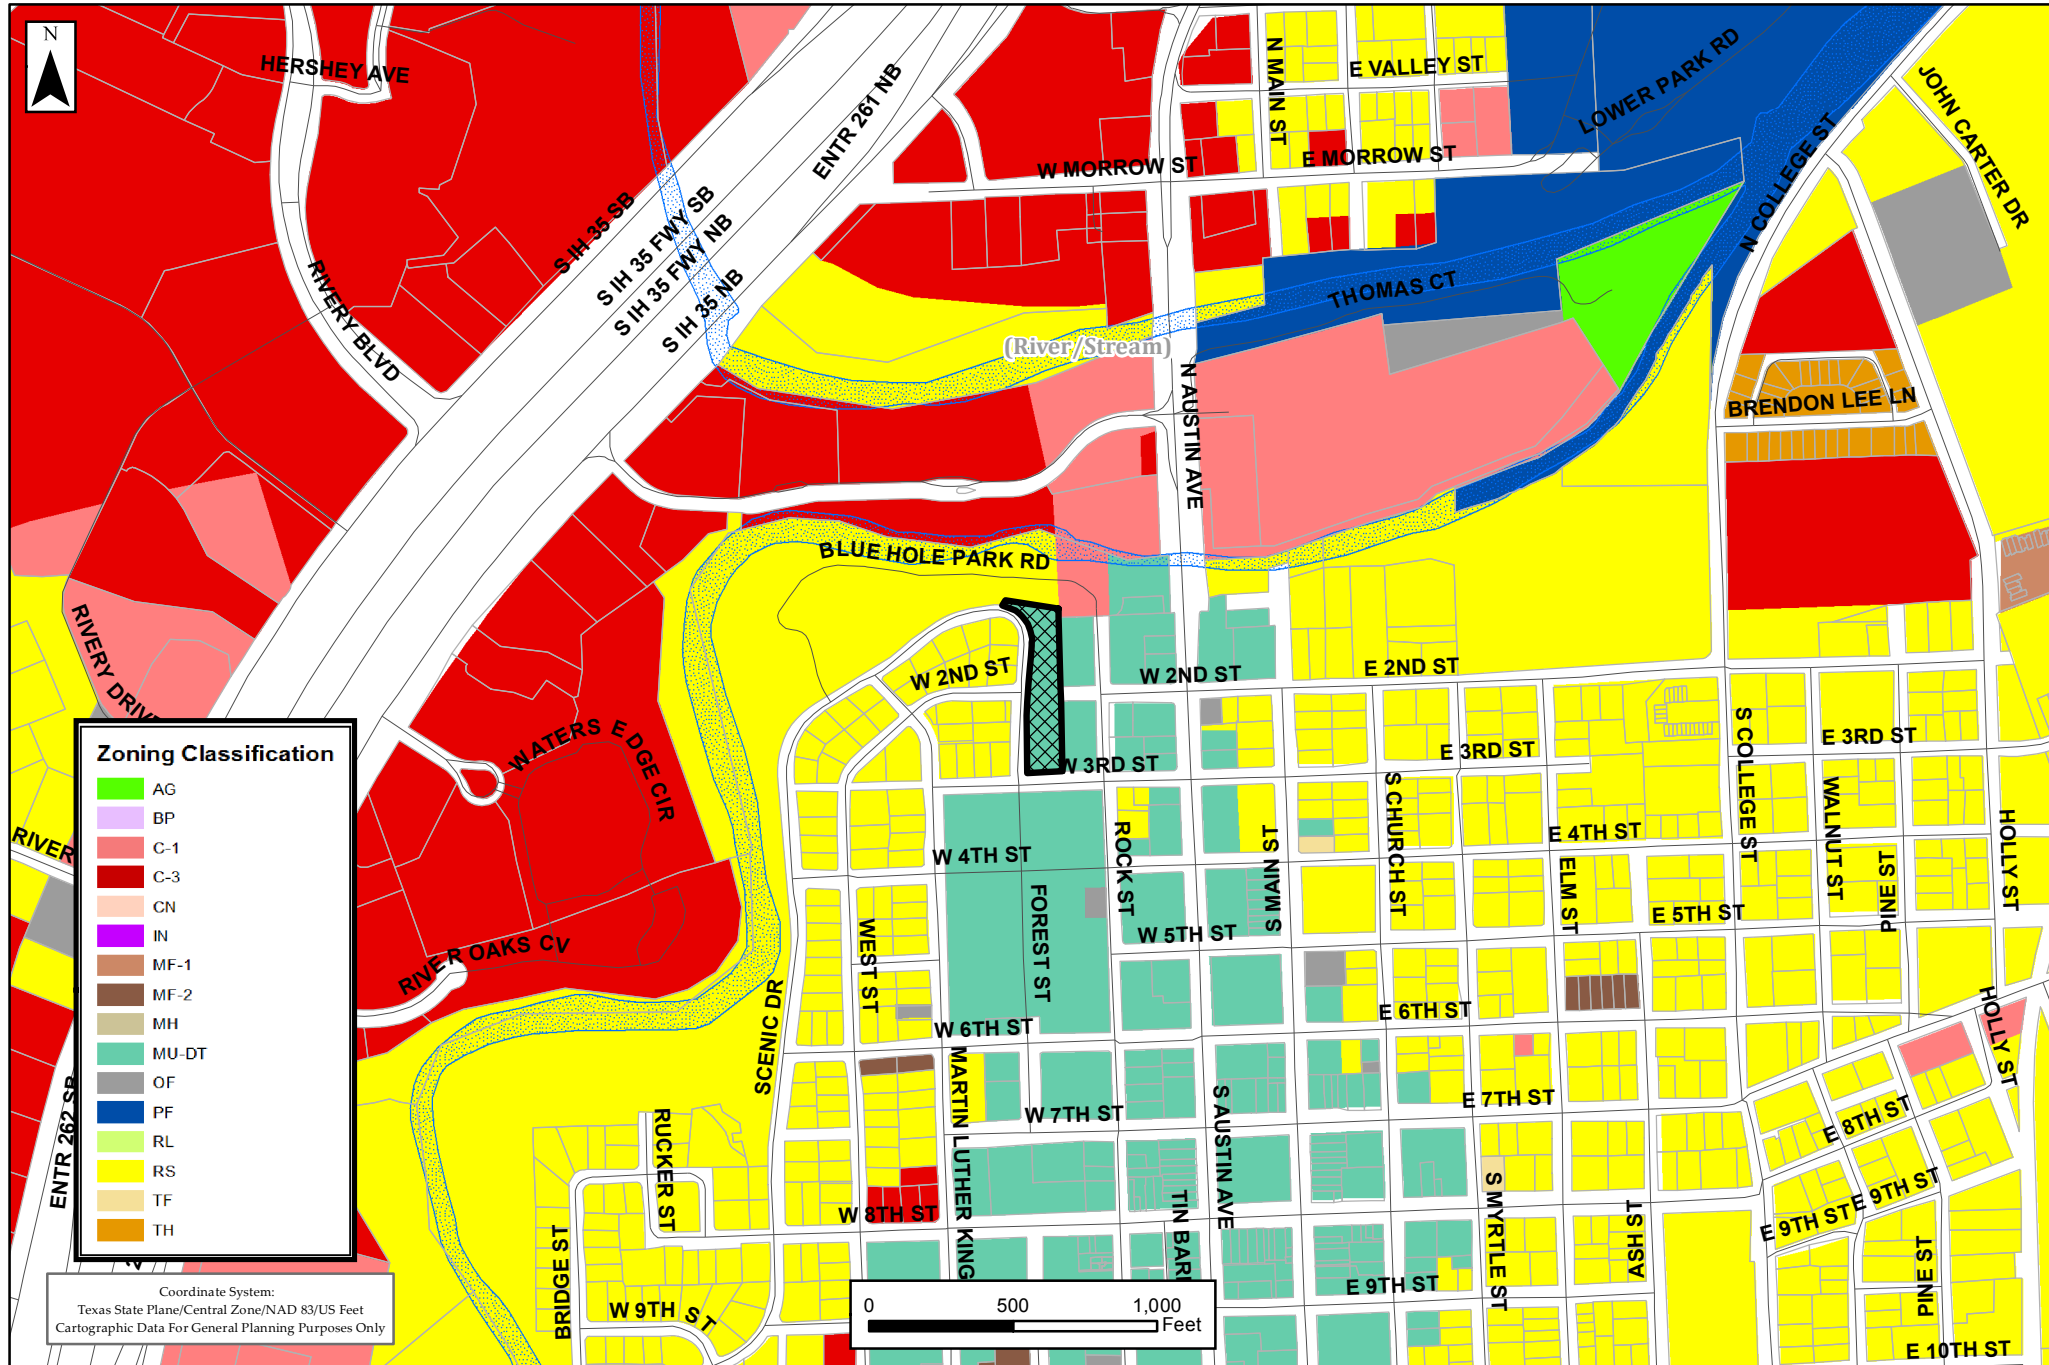 N
HERSHEY AVE
ENTR 261 NB
N MAIN ST
E VALLEY ST
LOWER PARK RD
JOHN CARTER DR
W MORROW ST
E MORROW ST
N COLLEGE ST
S IH 35 SB
S IH 35 FWY SB
S IH 35 FWY NB
S IH 35 NB
RIVERY BLVD
THOMAS CT
(River/Stream)
N AUSTIN AVE
BRENDON LEE LN
BLUE HOLE PARK RD
RIVERY DRIVE
W 2ND ST
W 2ND ST
E 2ND ST
WATERS EDGE CIR
W 3RD ST
E 3RD ST
E 3RD ST
S COLLEGE ST
WALNUT ST
HOLLY ST
RIVER
ROCK ST
S MAIN ST
S CHURCH ST
E 4TH ST
W 4TH ST
ELM ST
PINE ST
FOREST ST
WEST ST
W 5TH ST
E 5TH ST
RIVER OAKS CV
SCENIC DR
W 6TH ST
E 6TH ST
HOLLY ST
MARTIN LUTHER KING
W 7TH ST
S AUSTIN AVE
E 7TH ST
E 8TH ST
ENTR 262 SB
RUCKER ST
W 8TH ST
TIN BAR
S MYRTLE ST
ASH ST
E 9TH ST
E 9TH ST
PINE ST
BRIDGE ST
W 9TH ST
E 9TH ST
E 10TH ST
Zoning Classification
AG
BP
C-1
C-3
CN
IN
MF-1
MF-2
MH
MU-DT
OF
PF
RL
RS
TF
TH
Coordinate System:
Texas State Plane/Central Zone/NAD 83/US Feet
Cartographic Data For General Planning Purposes Only
0 500 1,000
Feet